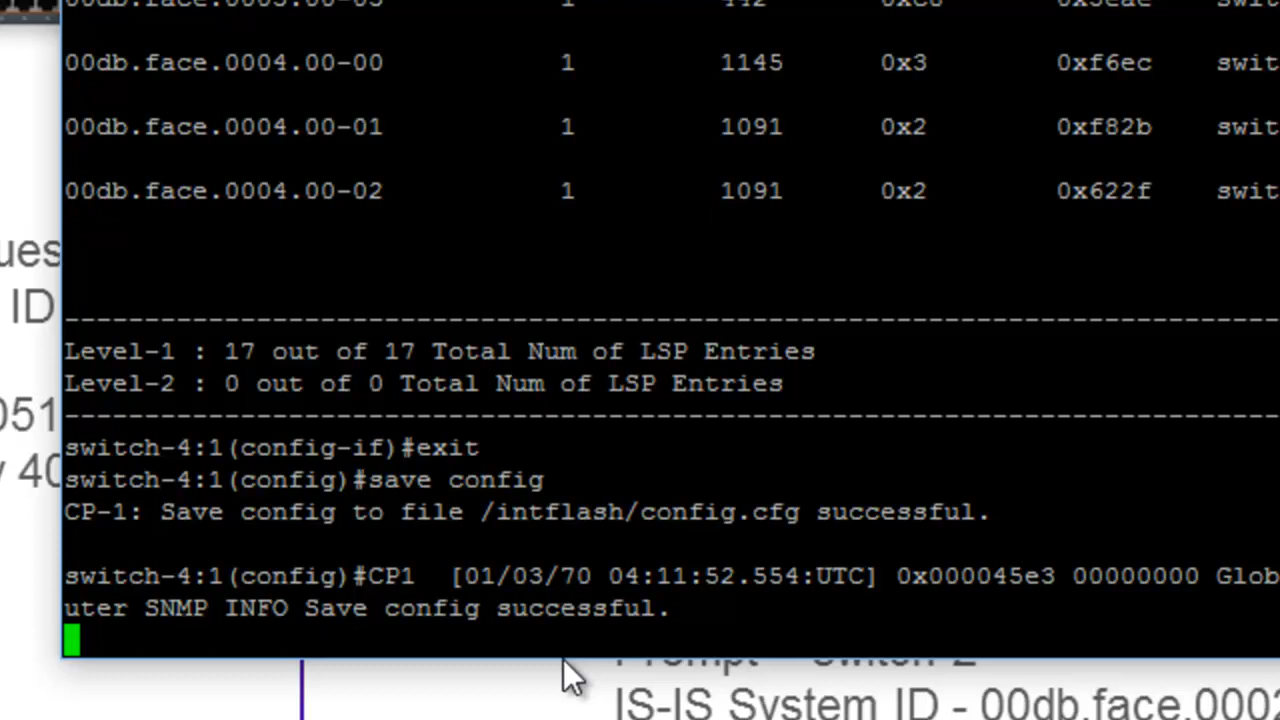 00db.face.0004.00-00 1 1145 0x3 0xf6ec swit
00db.face.0004.00-01 1 1091 0x2 0xf82b swit
00db.face.0004.00-02 1 1091 0x2 0x622f swit
ues
ID
Level-1 : 17 out of 17 Total Num of LSP Entries
Level-2 : 0 out of 0 Total Num of LSP Entries
051
40
switch-4:1(config-if)#exit
switch-4:1(config)#save config
CP-1: Save config to file /intflash/config.cfg successful.
switch-4:1(config)#CP1 [01/03/70 04:11:52.554:UTC] 0x000045e3 00000000 Glob
uter SNMP INFO Save config successful.
IS-IS System ID - 00db.face.0002